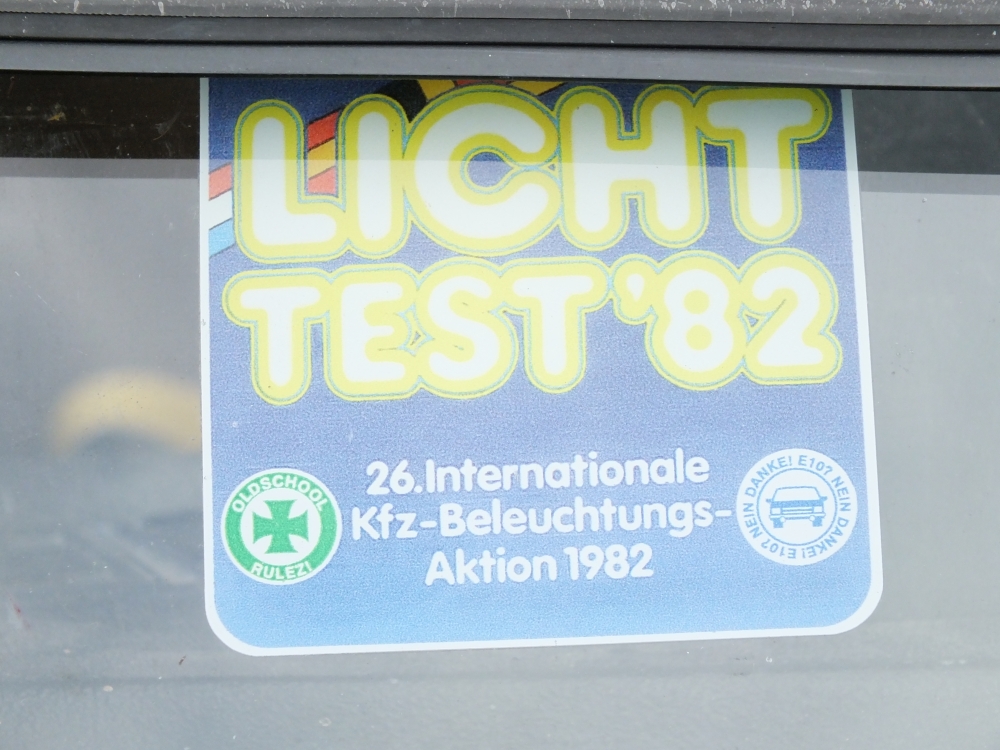 LICHT
TEST '82
26.Internationale
Kfz-Beleuchtungs-
Aktion 1982
OLDSCHOOL
RULEZ!
E10? NEIN DANKE! E10? NEIN DANKE!